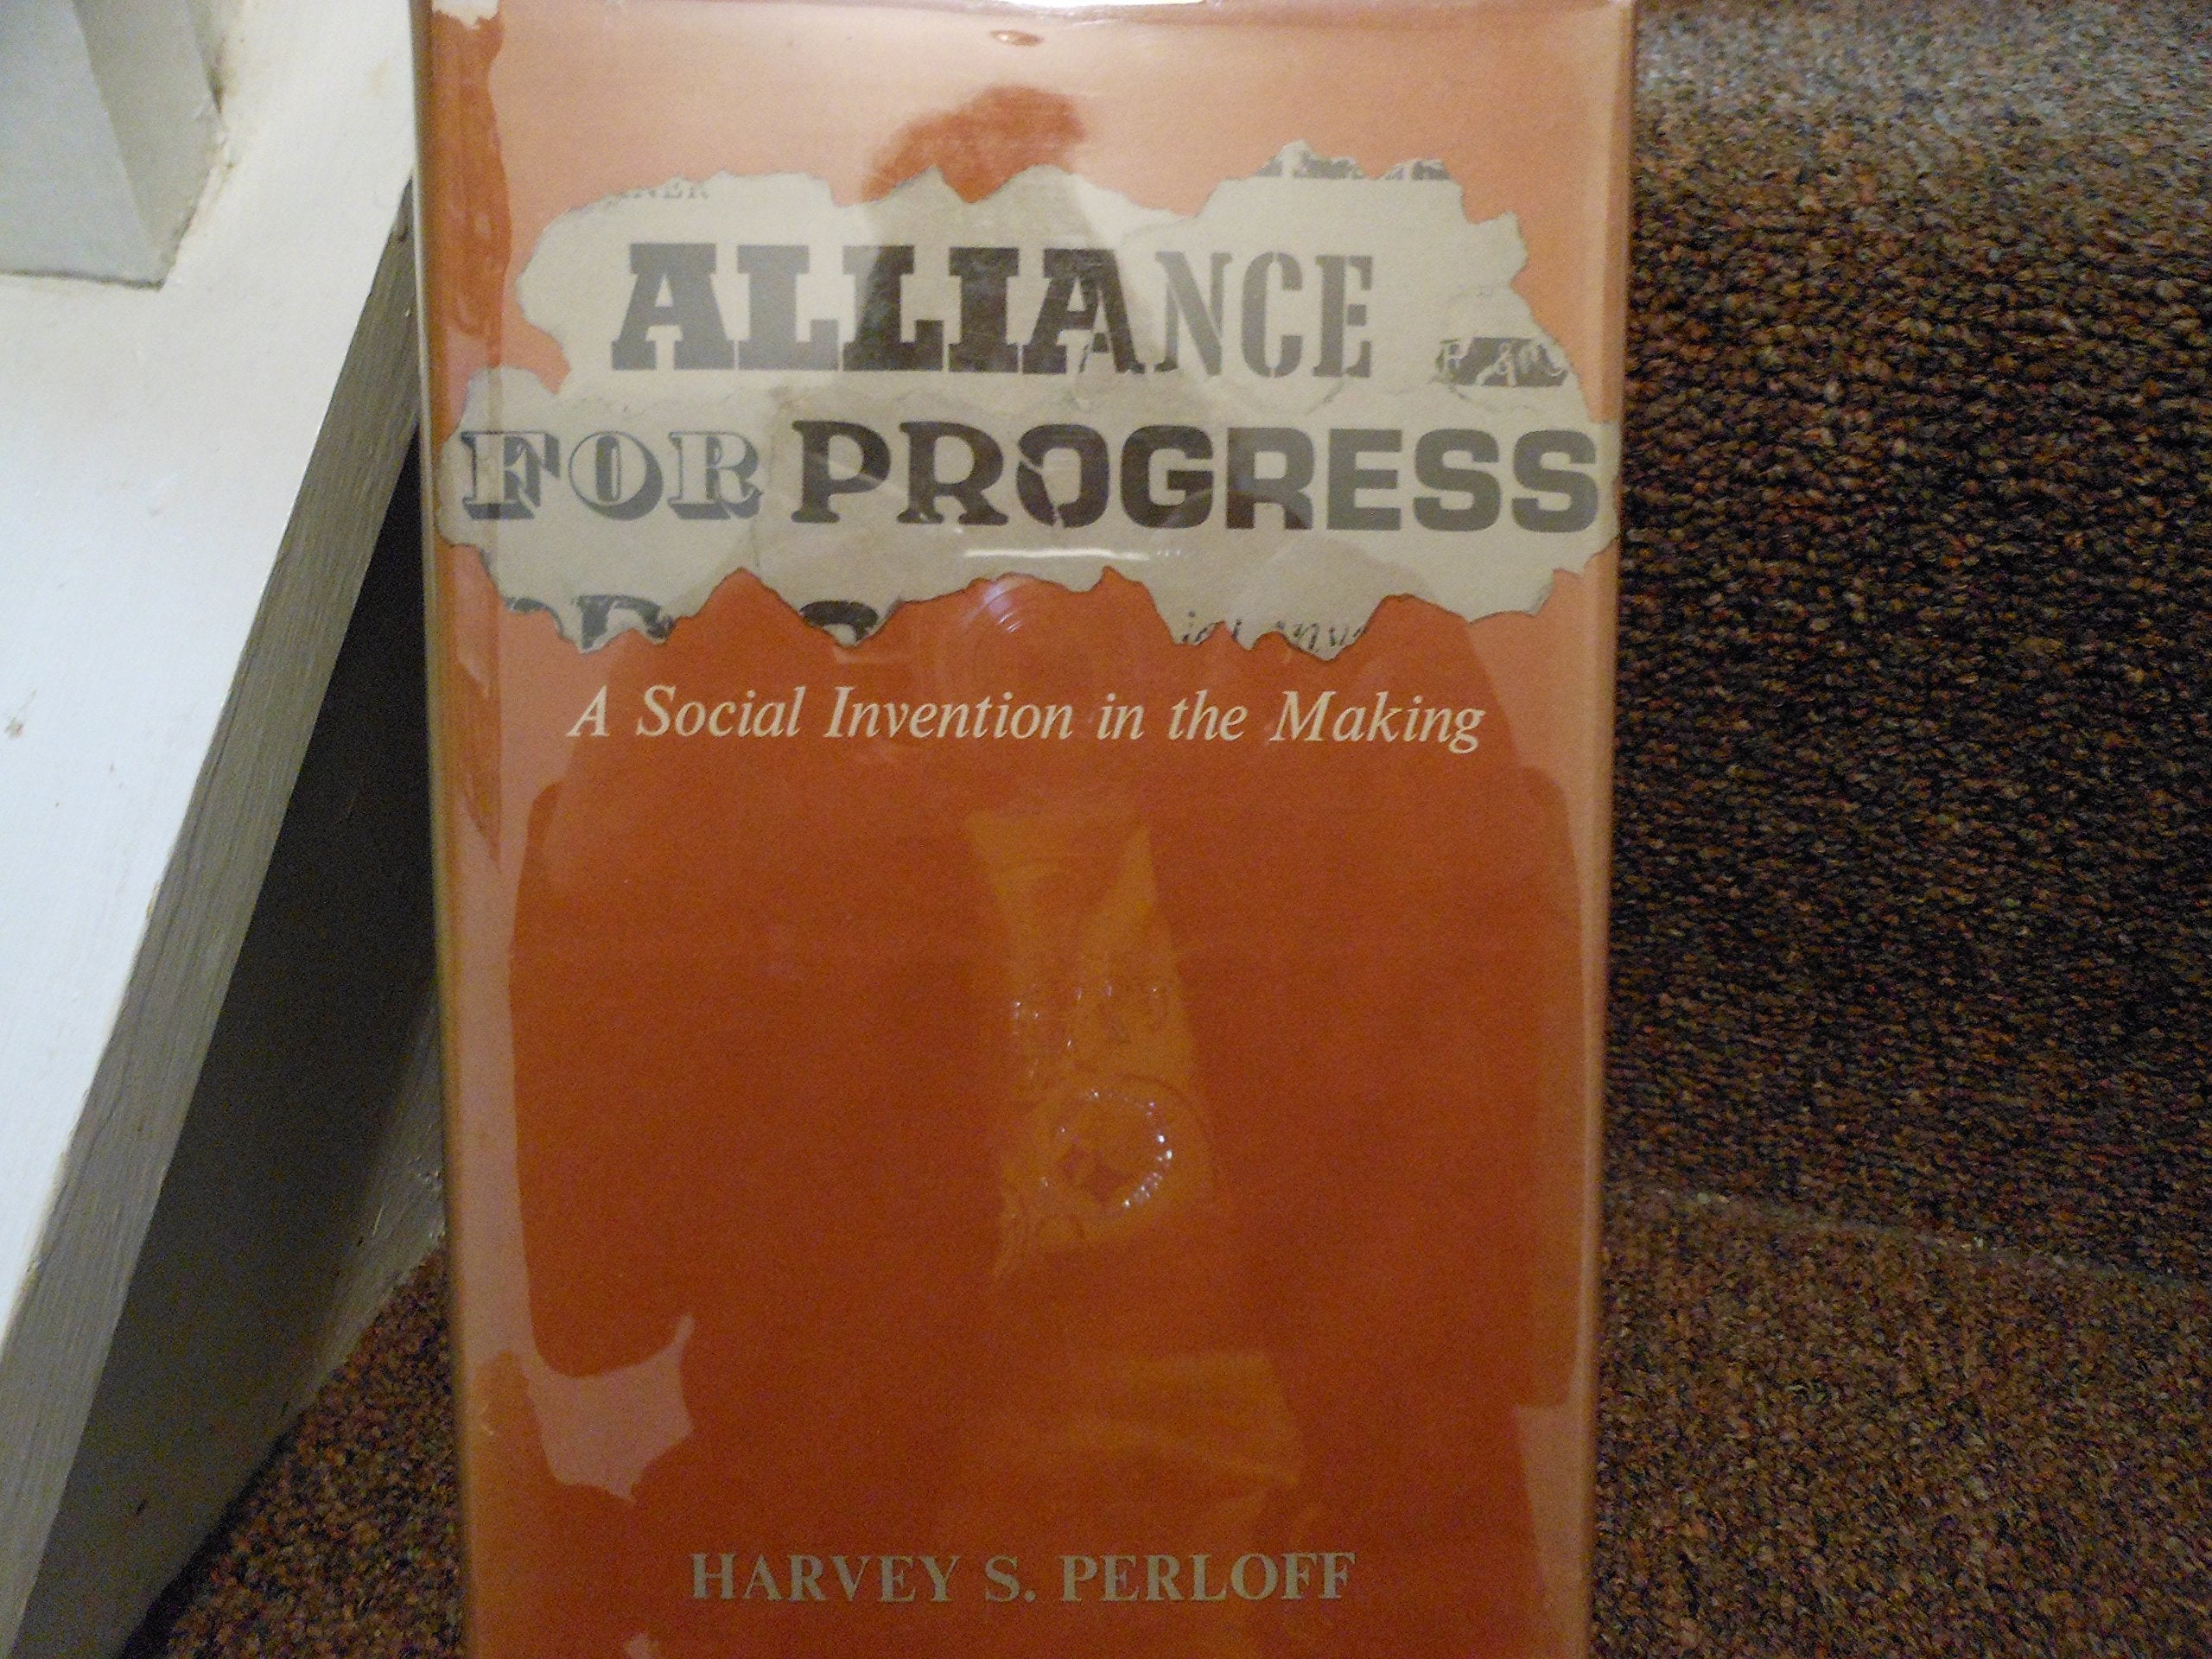 ALLIANCE
FOR PROGRESS
A Social Invention in the Making
HARVEY S. PERLOFF